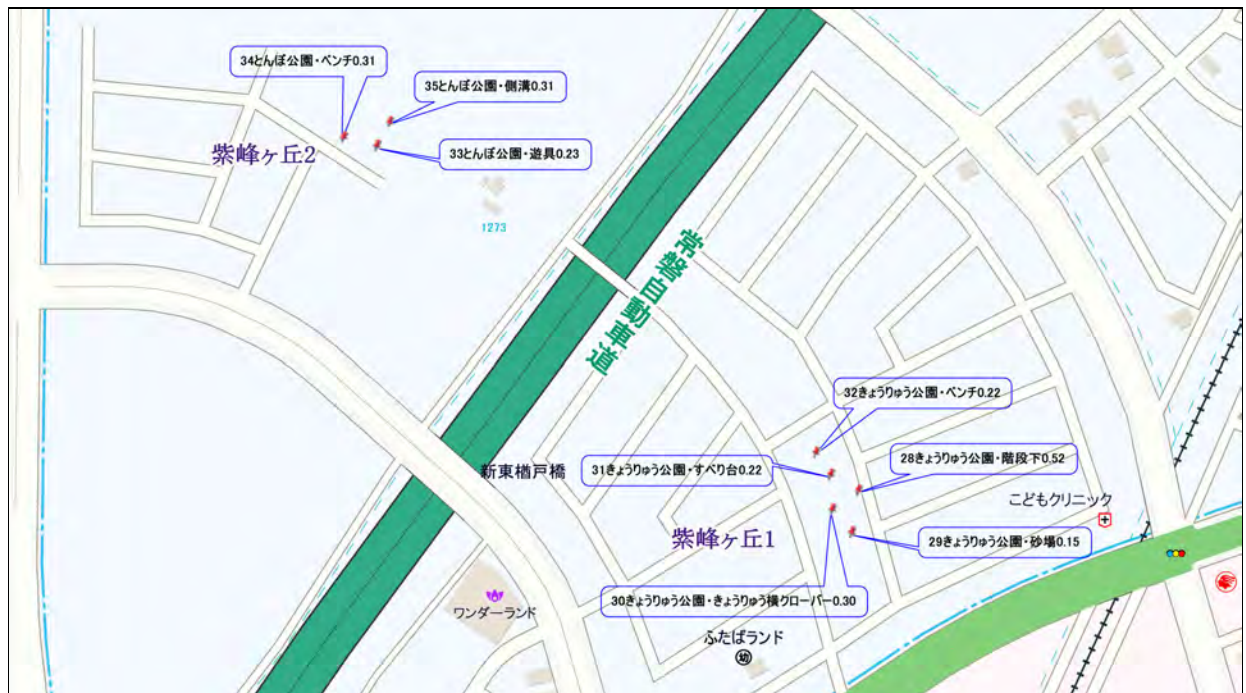 34とんぼ公園・ベンチ0.31
35とんぼ公園・側溝0.31
紫峰ヶ丘2
33とんぼ公園・遊具0.23
1273
常磐自動車道
32きょうりゅう公園・ベンチ0.22
新東楢戸橋
31きょうりゅう公園・すべり台0.22
28きょうりゅう公園・階段下0.52
こどもクリニック
紫峰ヶ丘1
29きょうりゅう公園・砂場0.15
30きょうりゅう公園・きょうりゅう横クローバー0.30
ワンダーランド
ふたばランド
幼